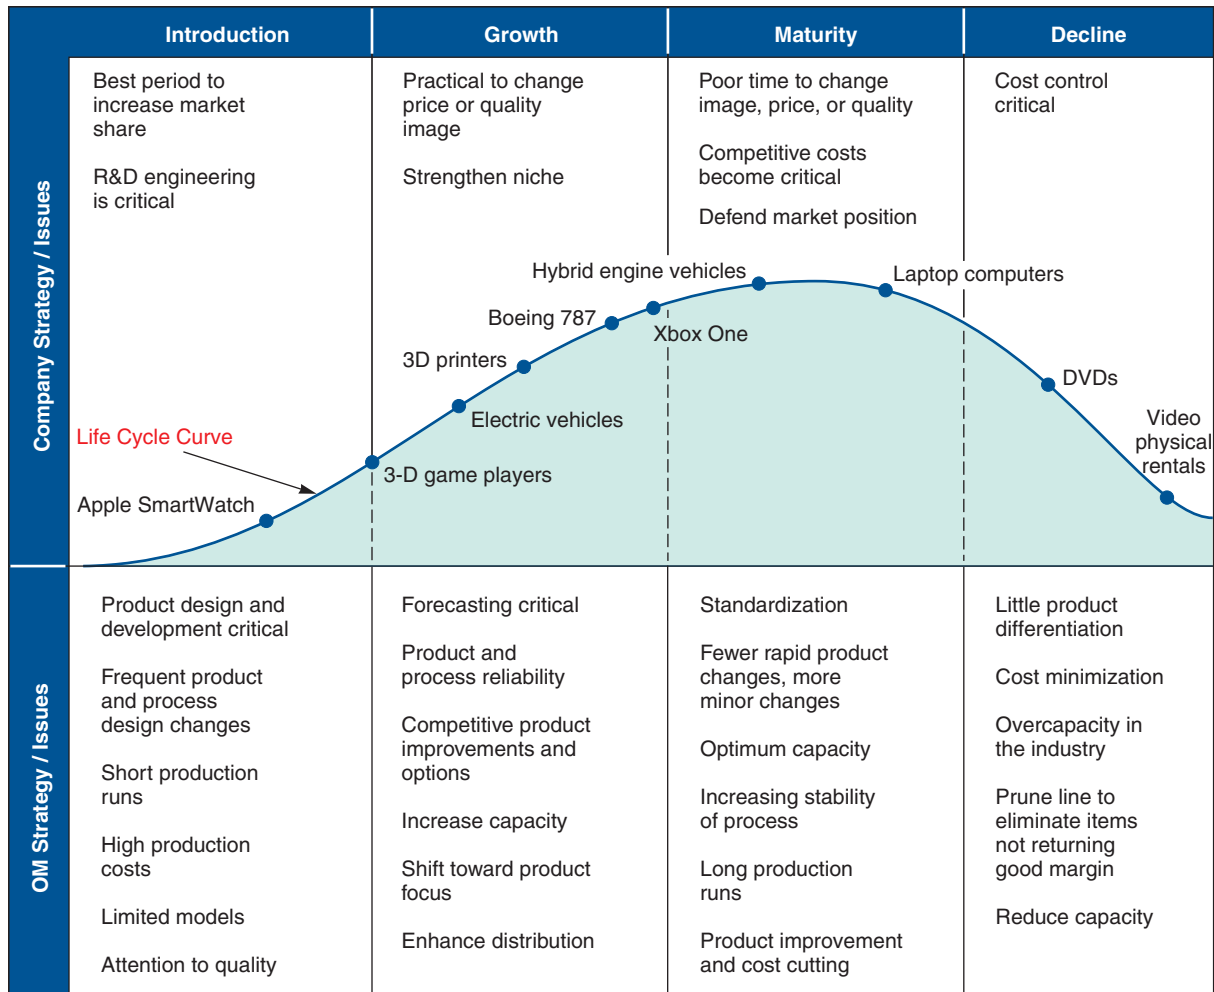 Introduction
Growth
Maturity
Decline
Company Strategy / Issues
Best period to
increase market
share
R&D engineering
is critical
Practical to change
price or quality
image
Strengthen niche
Poor time to change
image, price, or quality
Competitive costs
become critical
Defend market position
Cost control
critical
Hybrid engine vehicles
Laptop computers
Boeing 787
Xbox One
3D printers
DVDs
Electric vehicles
Life Cycle Curve
Video
physical
rentals
3-D game players
Apple SmartWatch
OM Strategy / Issues
Product design and
development critical
Frequent product
and process
design changes
Short production
runs
High production
costs
Limited models
Attention to quality
Forecasting critical
Product and
process reliability
Competitive product
improvements and
options
Increase capacity
Shift toward product
focus
Enhance distribution
Standardization
Fewer rapid product
changes, more
minor changes
Optimum capacity
Increasing stability
of process
Long production
runs
Product improvement
and cost cutting
Little product
differentiation
Cost minimization
Overcapacity in
the industry
Prune line to
eliminate items
not returning
good margin
Reduce capacity